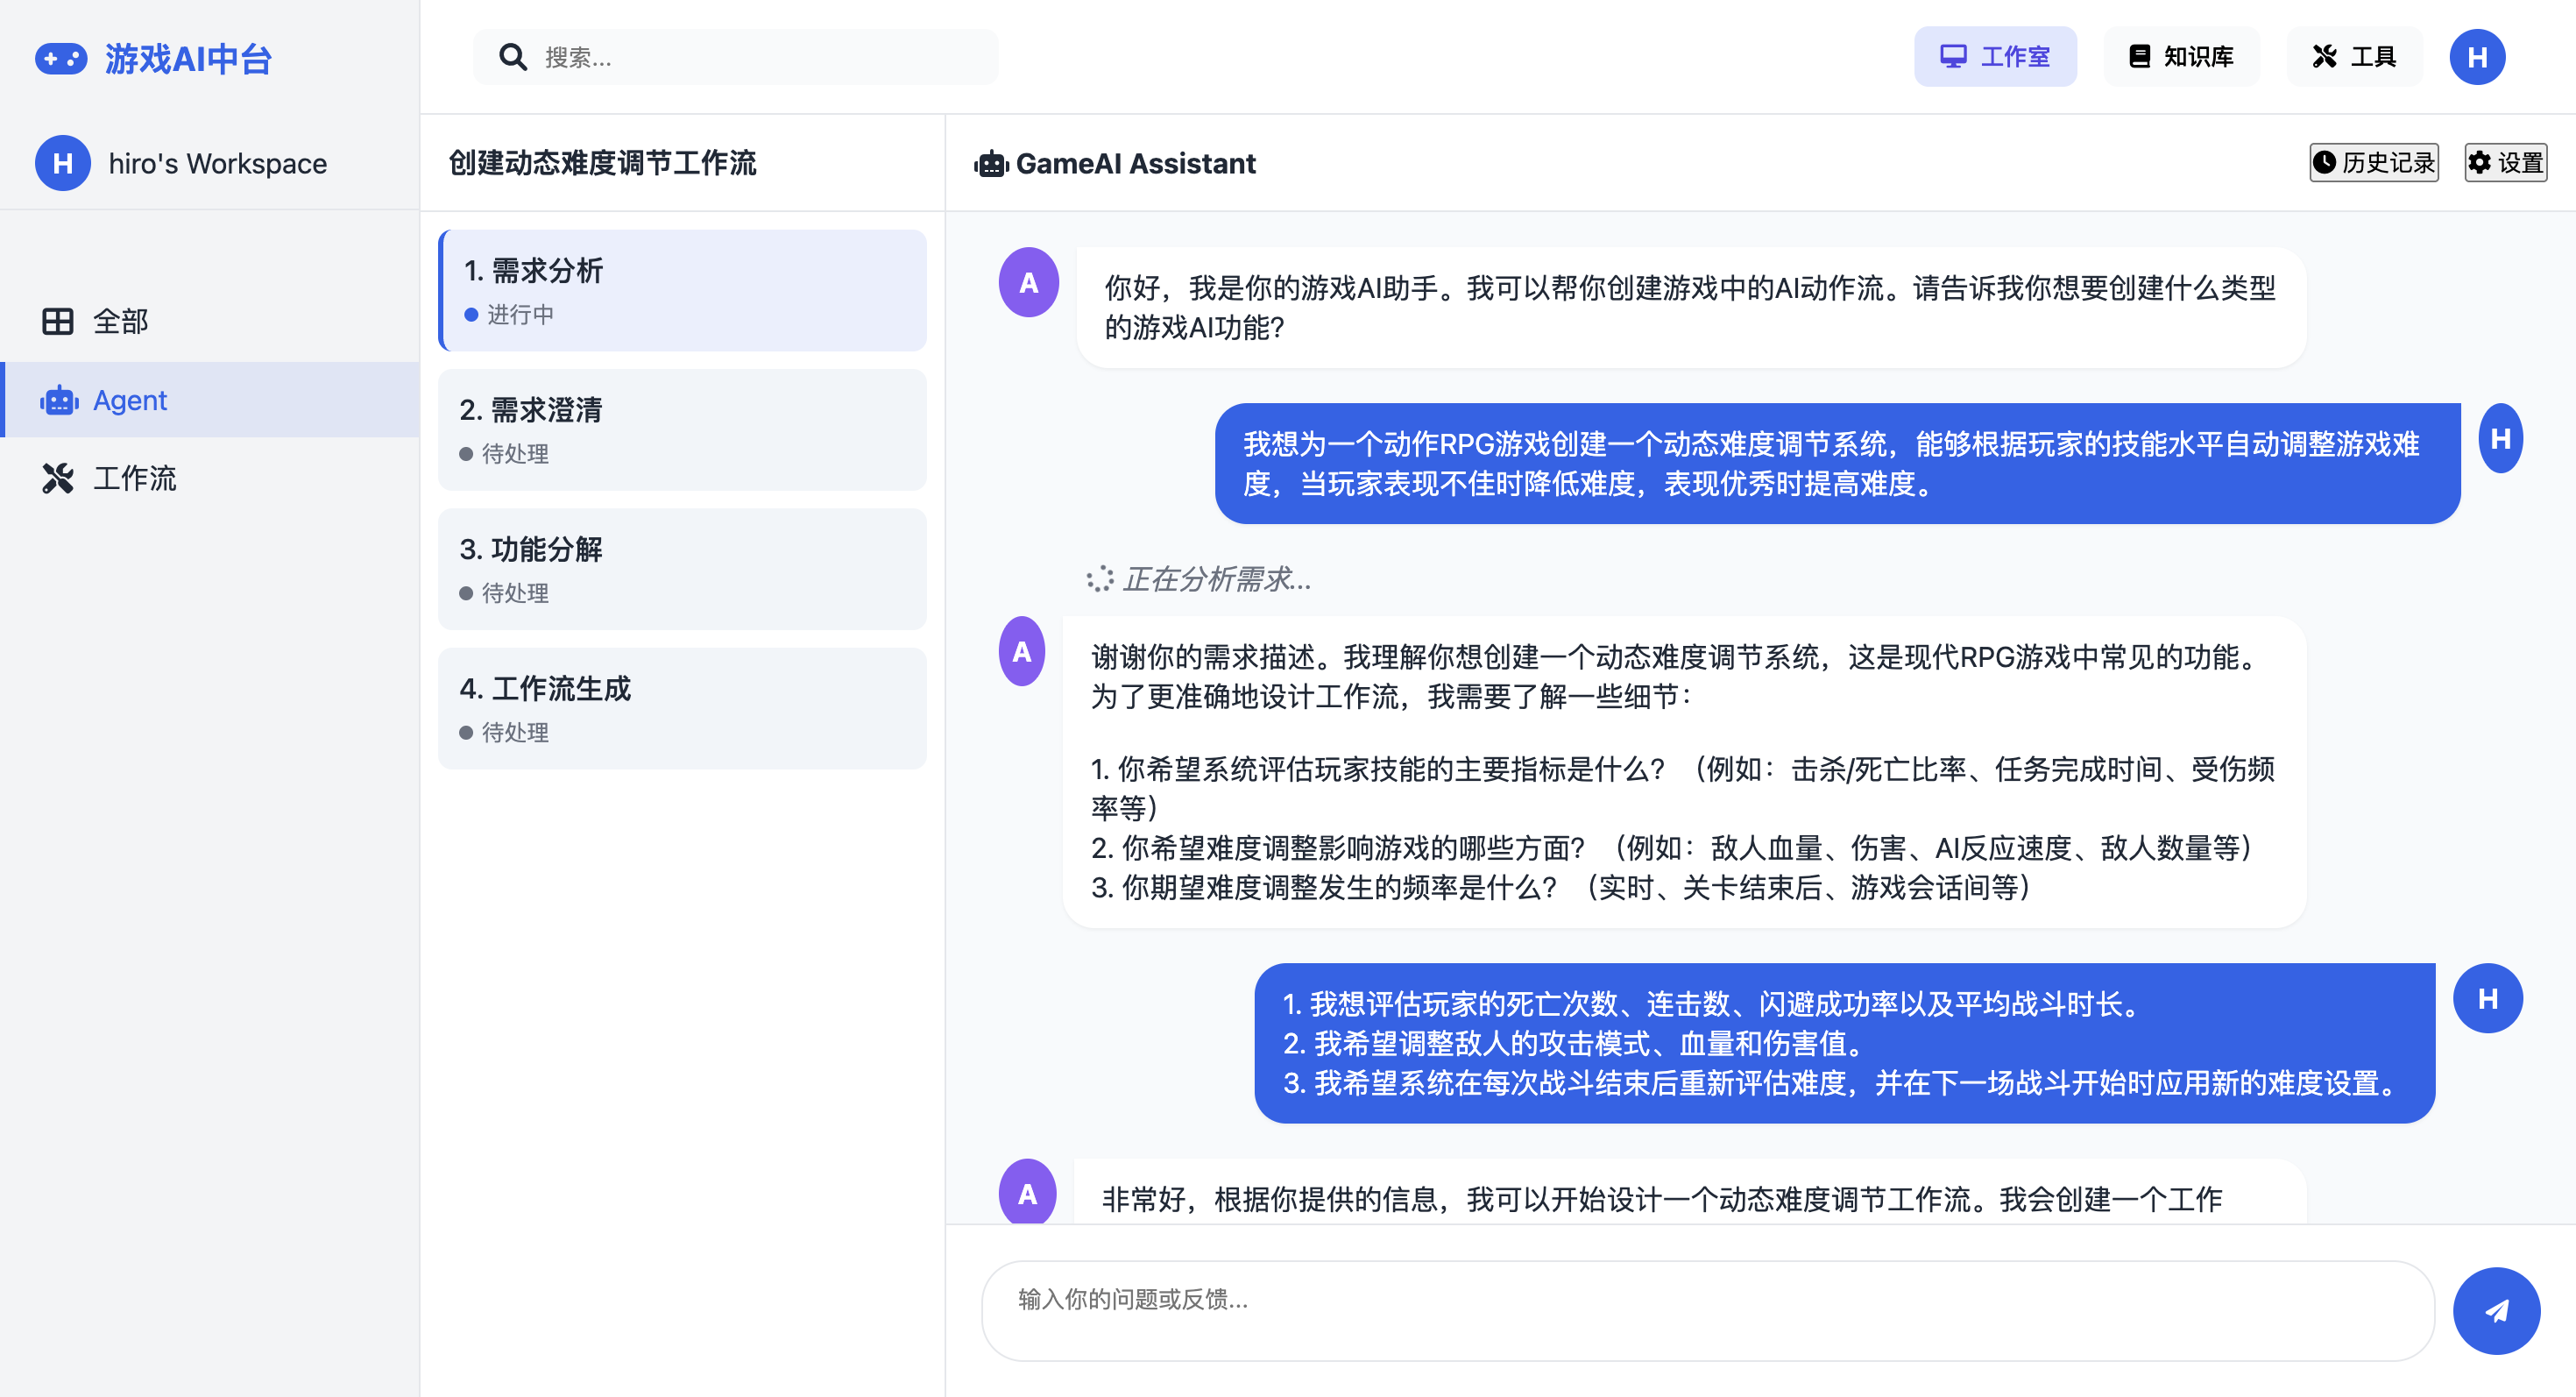 游戏AI中台
搜索...
工作室
知识库
工具
H
H
hiro's Workspace
全部
Agent
工作流
创建动态难度调节工作流
1. 需求分析
进行中
2. 需求澄清
待处理
3. 功能分解
待处理
4. 工作流生成
待处理
GameAI Assistant
历史记录
设置
A
你好，我是你的游戏AI助手。我可以帮你创建游戏中的AI动作流。请告诉我你想要创建什么类型
的游戏AI功能?
我想为一个动作RPG游戏创建一个动态难度调节系统，能够根据玩家的技能水平自动调整游戏难
度，当玩家表现不佳时降低难度，表现优秀时提高难度。
H
正在分析需求...
A
谢谢你的需求描述。我理解你想创建一个动态难度调节系统，这是现代RPG游戏中常见的功能。
为了更准确地设计工作流，我需要了解一些细节：
1. 你希望系统评估玩家技能的主要指标是什么？（例如：击杀/死亡比率、任务完成时间、受伤频
率等）
2. 你希望难度调整影响游戏的哪些方面？（例如：敌人血量、伤害、AI反应速度、敌人数量等）
3. 你期望难度调整发生的频率是什么？（实时、关卡结束后、游戏会话间等）
1. 我想评估玩家的死亡次数、连击数、闪避成功率以及平均战斗时长。
2. 我希望调整敌人的攻击模式、血量和伤害值。
3. 我希望系统在每次战斗结束后重新评估难度，并在下一场战斗开始时应用新的难度设置。
H
A
非常好，根据你提供的信息，我可以开始设计一个动态难度调节工作流。我会创建一个工作
输入你的问题或反馈...